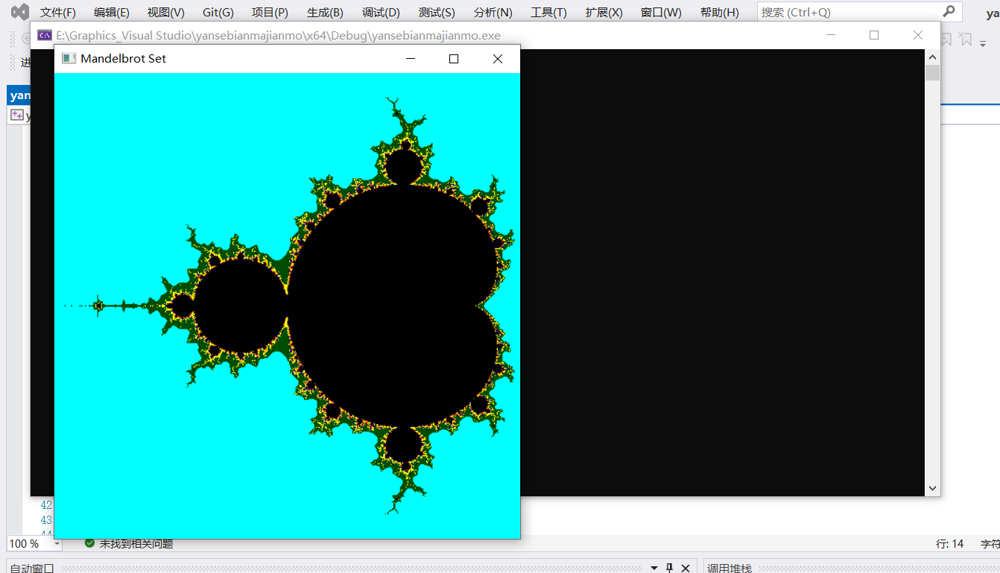 文件(F) 编辑(E) 视图(V) Git(G) 项目(P) 生成(B) 调试(D) 测试(S) 分析(N) 工具(T) 扩展(X) 窗口(W) 帮助(H) 搜索 (Ctrl+Q) ya
E:\Graphics_Visual Studio\yansebianmajianmo\x64\Debug\yansebianmajianmo.exe
Mandelbrot Set
进
yan
y
42
43
44
100 % 未找到相关问题 行: 14 字符
自动窗口 调用堆栈